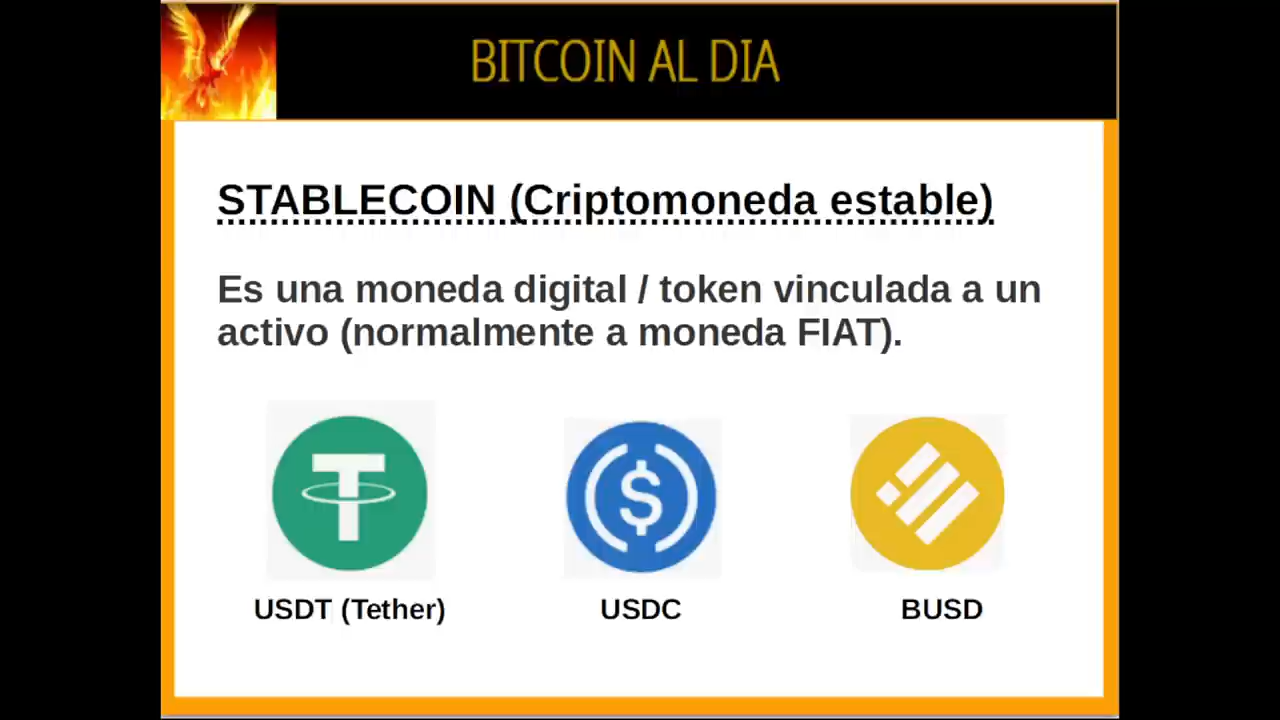 BITCOIN AL DIA
STABLECOIN (Criptomoneda estable)
Es una moneda digital / token vinculada a un
activo (normalmente a moneda FIAT).
USDT (Tether)
USDC
BUSD